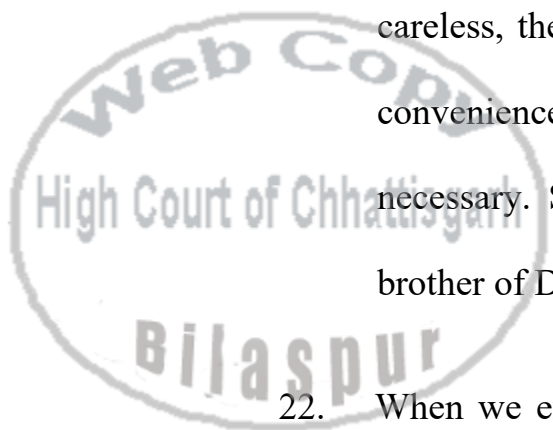 careless, the
Web Copy
convenience
High Court of Chhattisgarh
necessary.
brother of D
Bilaspur
22. When we e